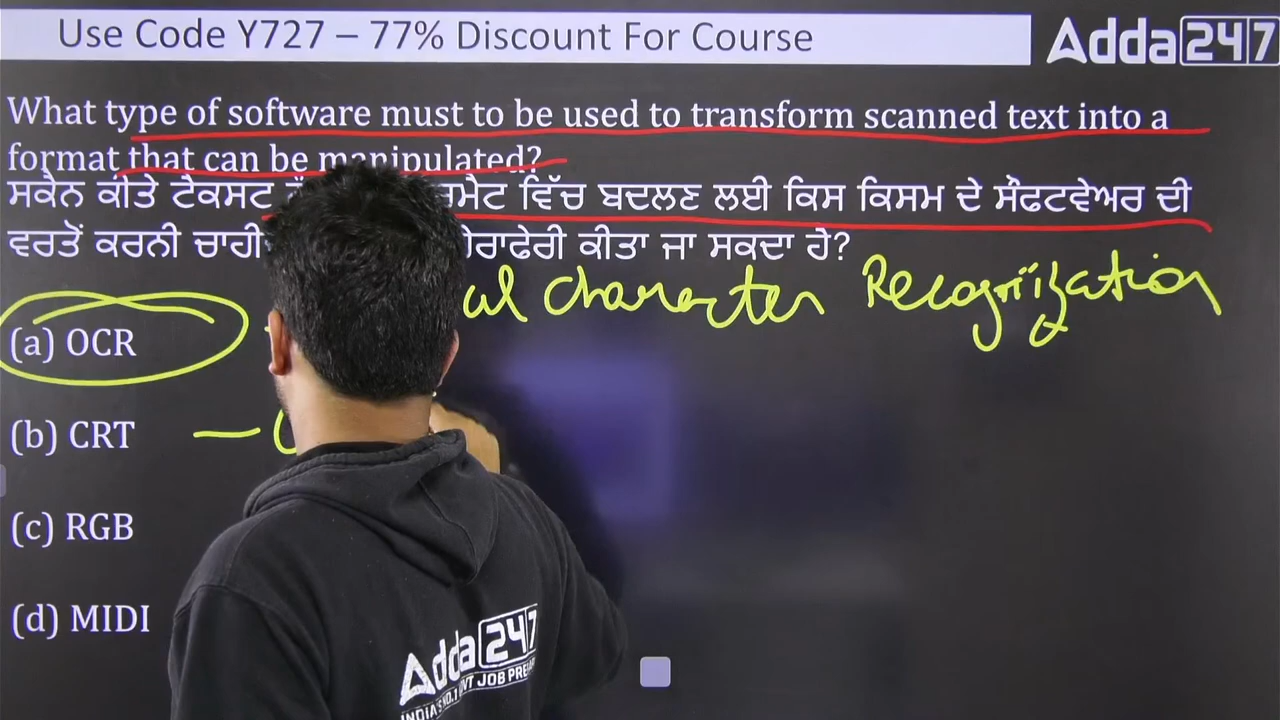 Use Code Y727 – 77% Discount For Course
Adda247
What type of software must to be used to transform scanned text into a
format that can be manipulated?
ਸਕੈਨ ਕੀਤੇ ਟੈਕਸਟ ਵਿੱਚ ਬਦਲਣ ਲਈ ਕਿਸ ਕਿਸਮ ਦੇ ਸੌਫਟਵੇਅਰ ਦੀ
ਵਰਤੋਂ ਕਰਨੀ ਕੀਤਾ ਜਾ ਸਕਦਾ ਹੈ?
al character
(a) OCR
(b) CRT
(c) RGB
(d) MIDI
Adda247